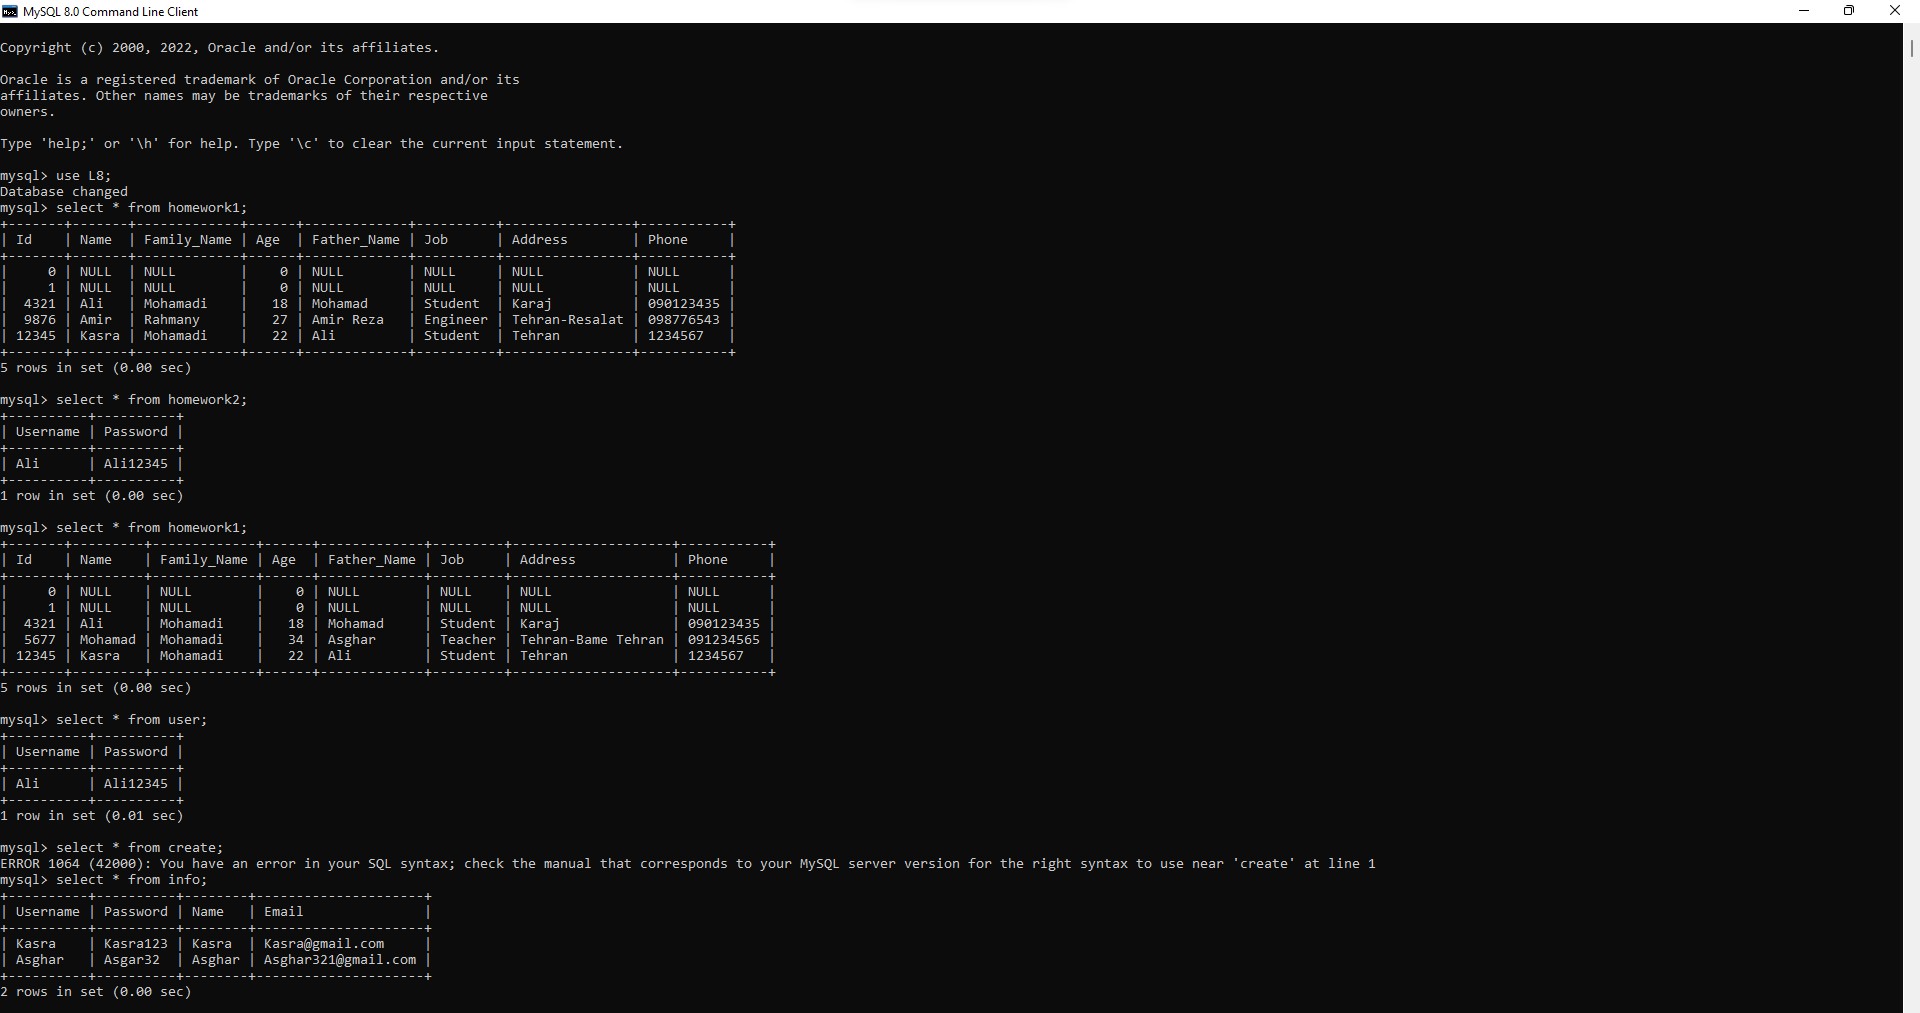 MySQL 8.0 Command Line Client
Copyright (c) 2000, 2022, Oracle and/or its affiliates.
Oracle is a registered trademark of Oracle Corporation and/or its
affiliates. Other names may be trademarks of their respective
owners.
Type 'help;' or '\h' for help. Type '\c' to clear the current input statement.
mysql> use L8;
Database changed
mysql> select * from homework1;
+-------+-------+-------------+------+-------------+----------+----------------+-----------+
| Id    | Name  | Family_Name | Age  | Father_Name | Job      | Address        | Phone     |
+-------+-------+-------------+------+-------------+----------+----------------+-----------+
|     0 | NULL  | NULL        |    0 | NULL        | NULL     | NULL           | NULL      |
|     1 | NULL  | NULL        |    0 | NULL        | NULL     | NULL           | NULL      |
|  4321 | Ali   | Mohamadi    |   18 | Mohamad     | Student  | Karaj          | 090123435 |
|  9876 | Amir  | Rahmany     |   27 | Amir Reza   | Engineer | Tehran-Resalat | 098776543 |
| 12345 | Kasra | Mohamadi    |   22 | Ali         | Student  | Tehran         | 1234567   |
+-------+-------+-------------+------+-------------+----------+----------------+-----------+
5 rows in set (0.00 sec)
mysql> select * from homework2;
+----------+----------+
| Username | Password |
+----------+----------+
| Ali      | Ali12345 |
+----------+----------+
1 row in set (0.00 sec)
mysql> select * from homework1;
+-------+---------+-------------+------+-------------+---------+--------------------+-----------+
| Id    | Name    | Family_Name | Age  | Father_Name | Job     | Address            | Phone     |
+-------+---------+-------------+------+-------------+---------+--------------------+-----------+
|     0 | NULL    | NULL        |    0 | NULL        | NULL    | NULL               | NULL      |
|     1 | NULL    | NULL        |    0 | NULL        | NULL    | NULL               | NULL      |
|  4321 | Ali     | Mohamadi    |   18 | Mohamad     | Student | Karaj              | 090123435 |
|  5677 | Mohamad | Mohamadi    |   34 | Asghar      | Teacher | Tehran-Bame Tehran | 091234565 |
| 12345 | Kasra   | Mohamadi    |   22 | Ali         | Student | Tehran             | 1234567   |
+-------+---------+-------------+------+-------------+---------+--------------------+-----------+
5 rows in set (0.00 sec)
mysql> select * from user;
+----------+----------+
| Username | Password |
+----------+----------+
| Ali      | Ali12345 |
+----------+----------+
1 row in set (0.01 sec)
mysql> select * from create;
ERROR 1064 (42000): You have an error in your SQL syntax; check the manual that corresponds to your MySQL server version for the right syntax to use near 'create' at line 1
mysql> select * from info;
+----------+----------+--------+---------------------+
| Username | Password | Name   | Email               |
+----------+----------+--------+---------------------+
| Kasra    | Kasra123 | Kasra  | Kasra@gmail.com     |
| Asghar   | Asgar32  | Asghar | Asghar321@gmail.com |
+----------+----------+--------+---------------------+
2 rows in set (0.00 sec)